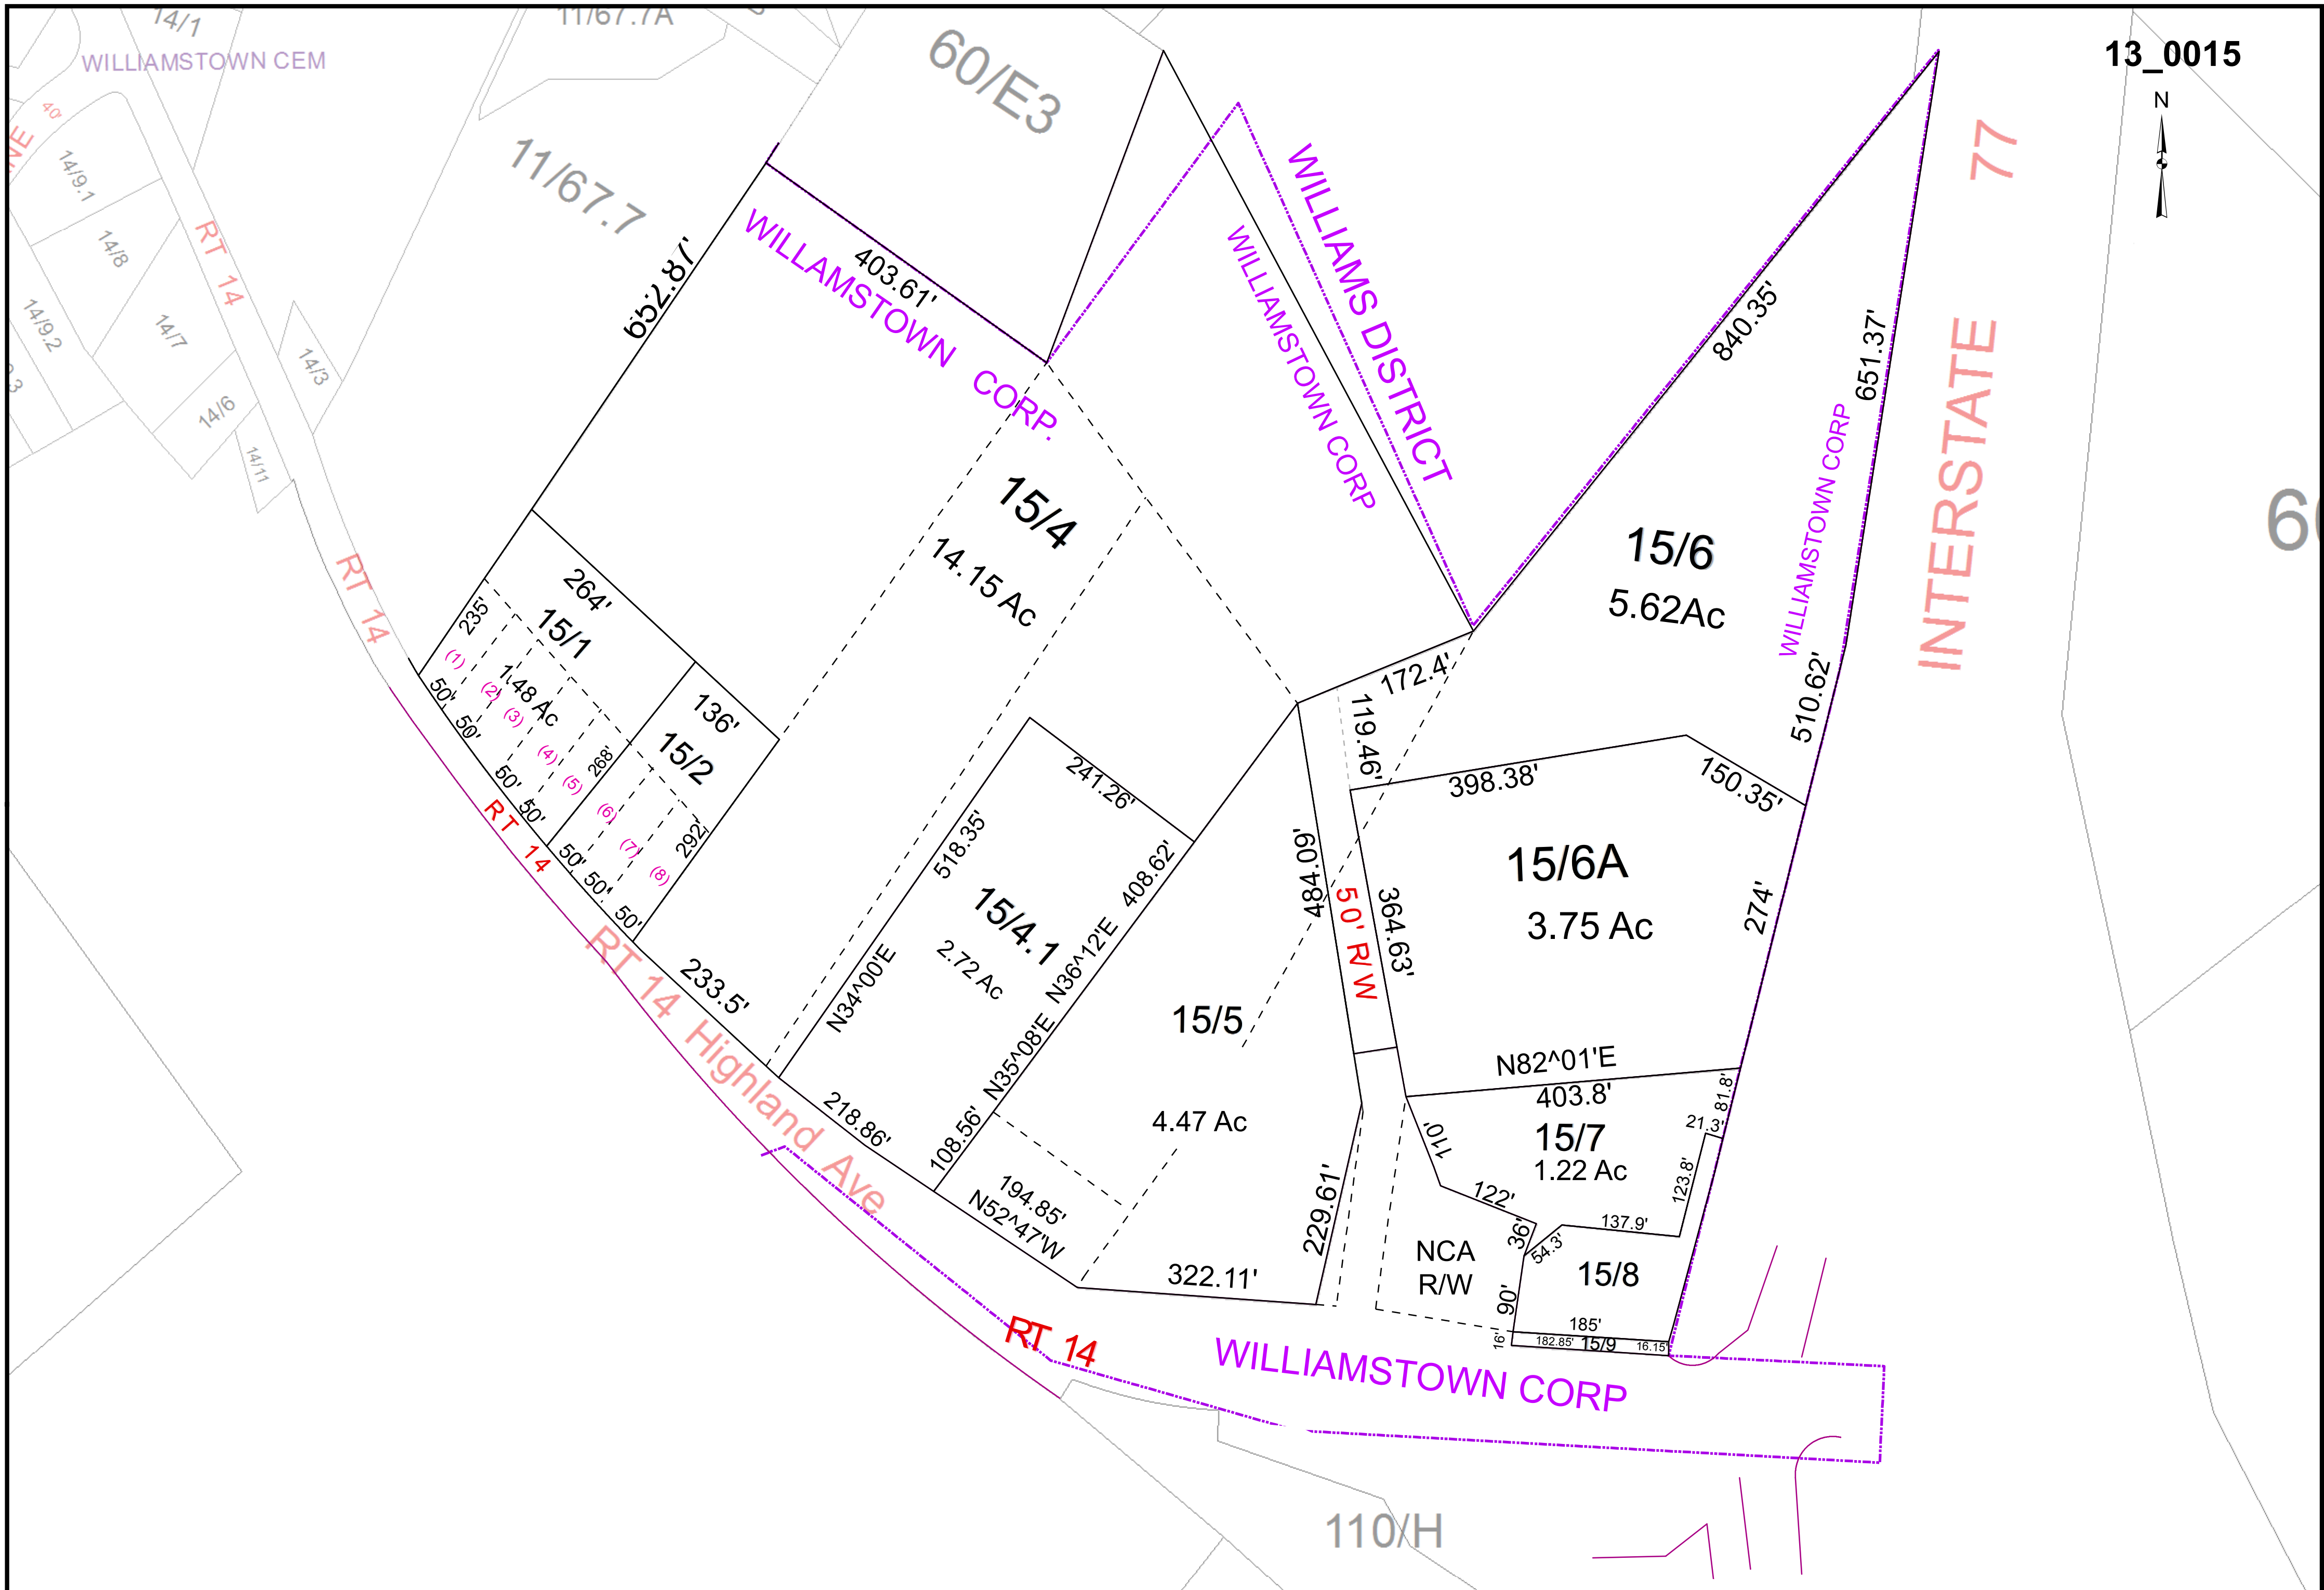 14/1
11/67.7A
WILLIAMSTOWN CEM
60/E3
13_0015
N
40'
NE
14/9.1
11/67.7
77
14/8
RT 14
WILLIAMS DISTRICT
WILLIAMSTOWN CORP
WILLAMSTOWN CORP.
403.61'
652.87'
14/9.2
14/7
14/3
14/6
14/11
840.35'
651.37'
WILLIAMSTOWN CORP
INTERSTATE
15/4
14.15 Ac
15/6
5.62Ac
RT 14
264'
235'
15/1
1.48 Ac
(1)
(2)
(3)
(4)
(5)
(6)
(7)
(8)
50'
50'
50'
50'
268'
136'
15/2
292'
50'
50'
50'
RT 14
172.4'
119.46'
510.62'
398.38'
150.35'
241.26'
518.35'
408.62'
484.09'
50' R/W
364.63'
15/6A
3.75 Ac
274'
15/4.1
2.72 Ac
N34^00'E
N36^12'E
N35^08'E
233.5'
RT 14 Highland Ave
15/5
4.47 Ac
218.86'
108.56'
194.85'
N52^47'W
229.61'
322.11'
N82^01'E
403.8'
81.8'
21.3'
15/7
1.22 Ac
110'
122'
123.8'
36'
54.3'
137.9'
NCA
R/W
15/8
90'
185'
16'
182.85'
15/9
16.15'
RT 14
WILLIAMSTOWN CORP
110/H